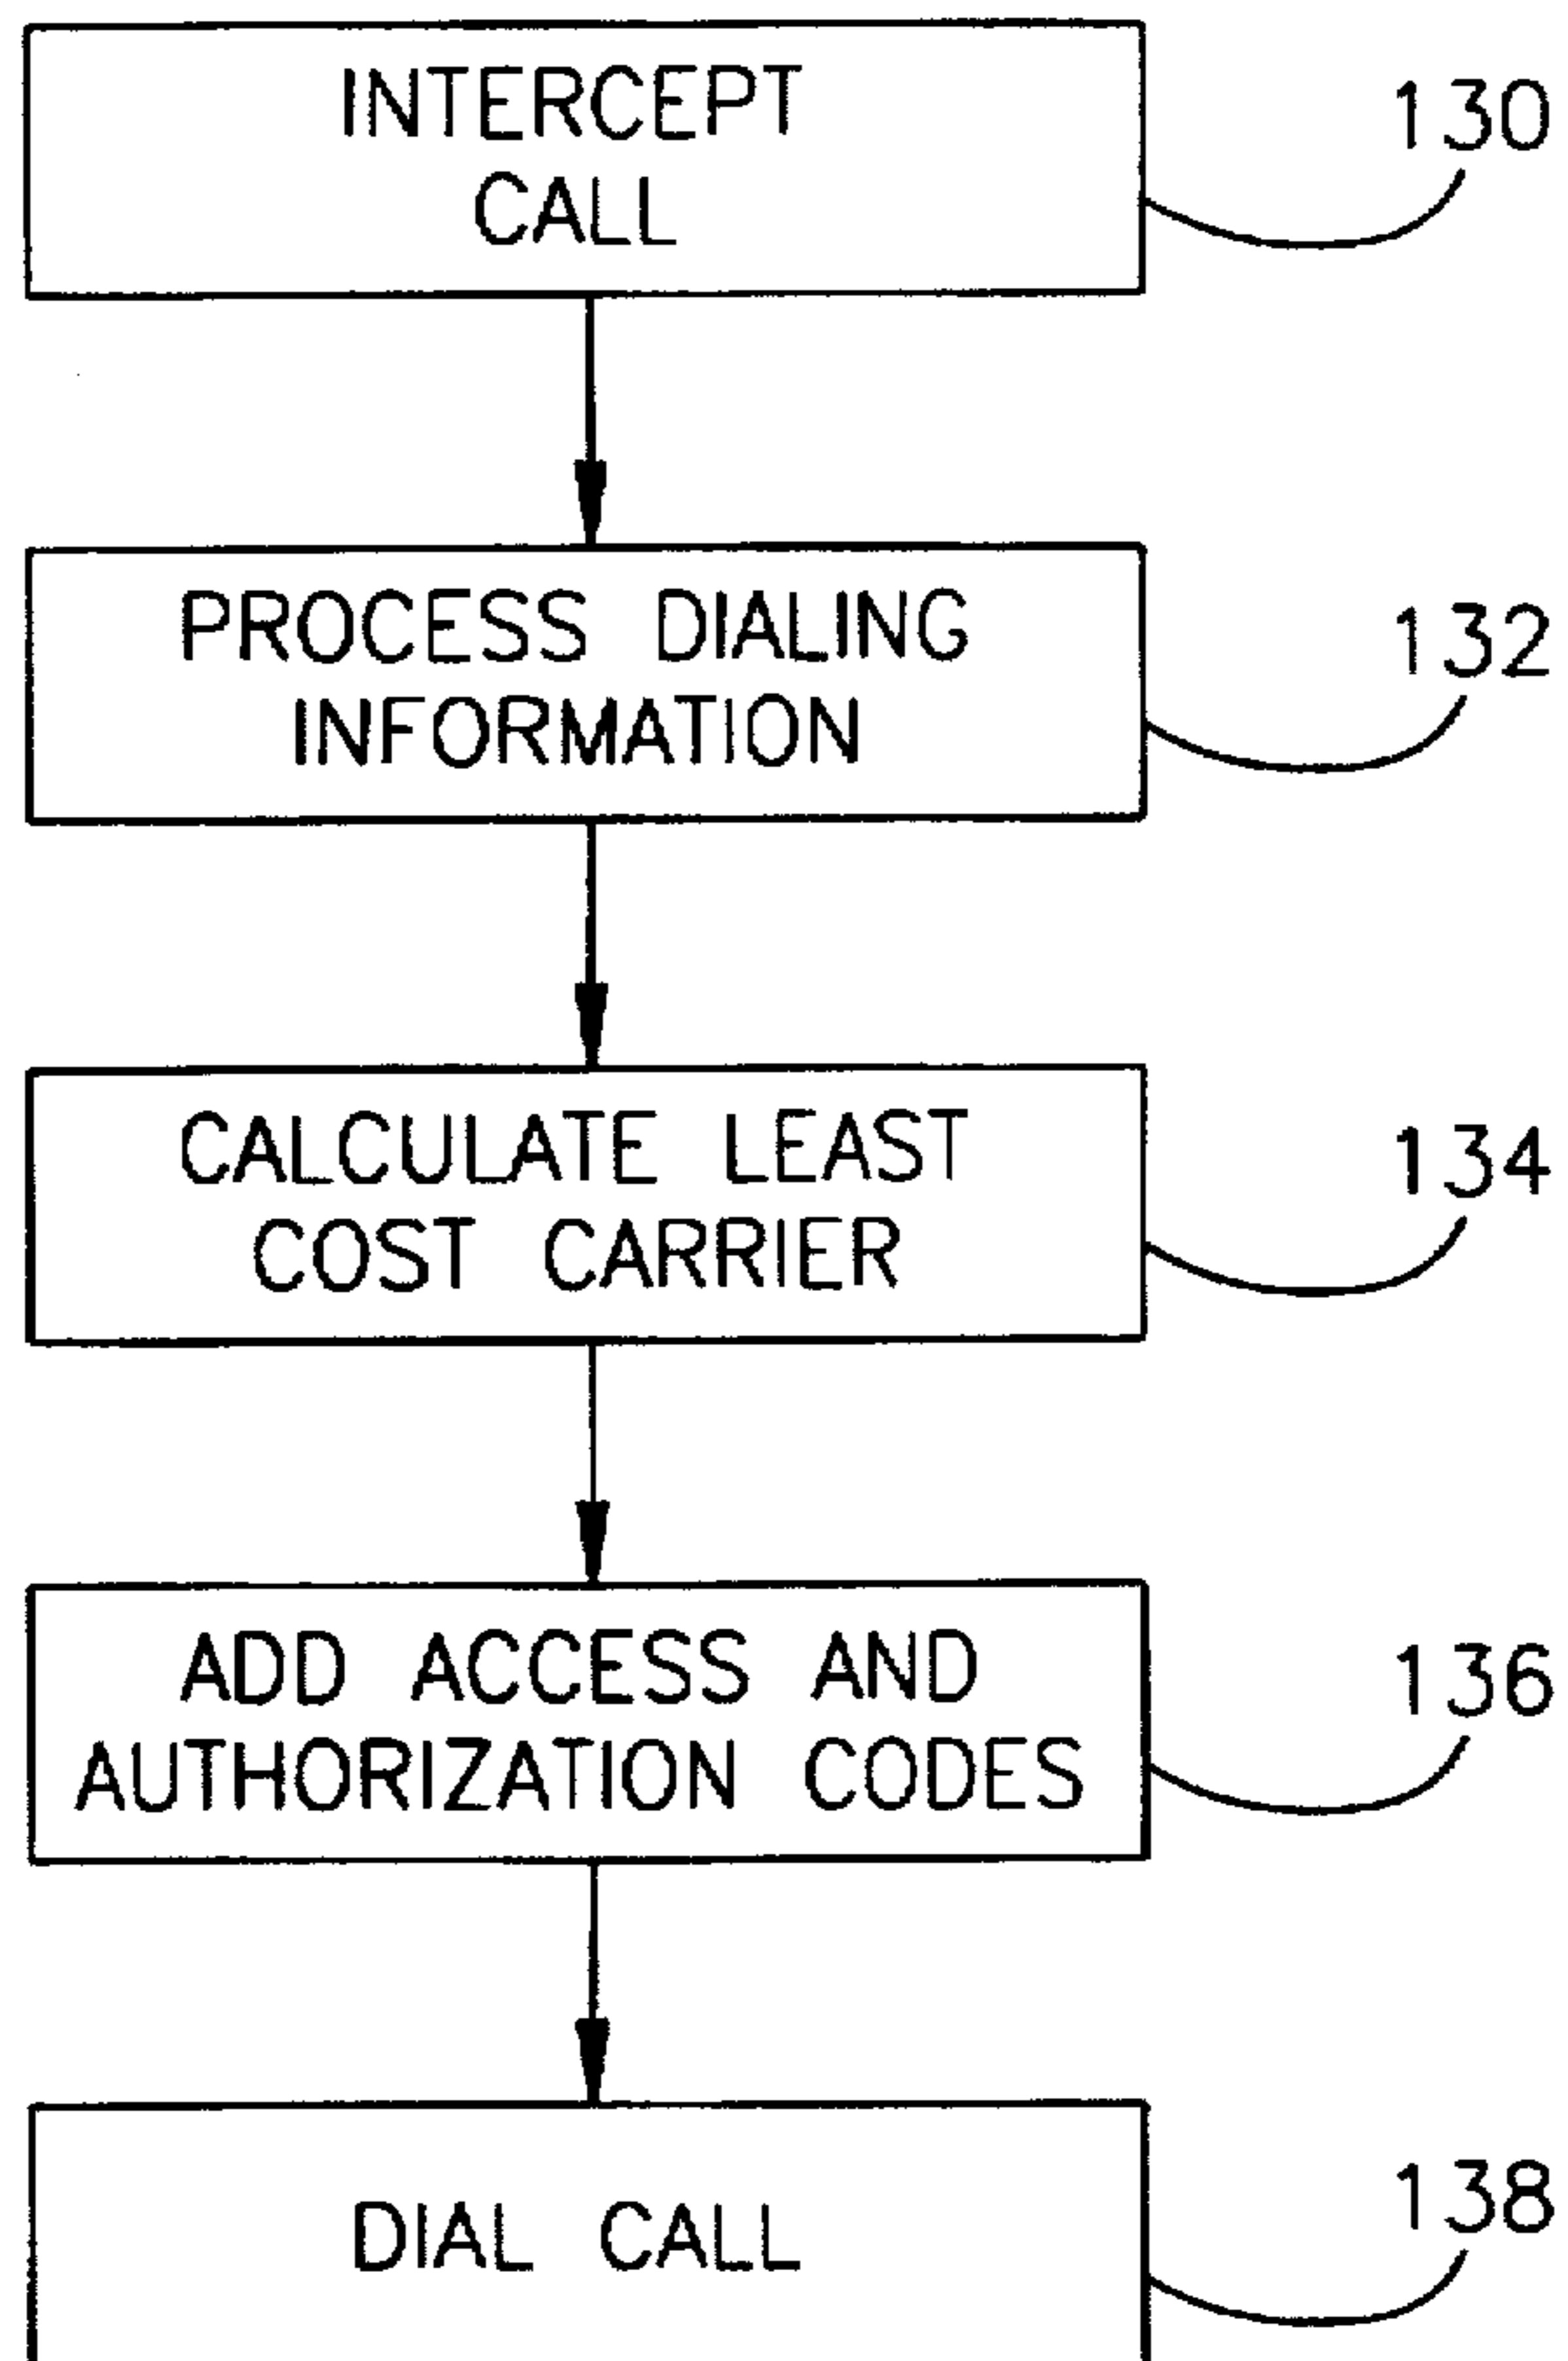 INTERCEPT
CALL
130
PROCESS DIALING
INFORMATION
132
CALCULATE LEAST
COST CARRIER
134
ADD ACCESS AND
AUTHORIZATION CODES
136
DIAL CALL
138